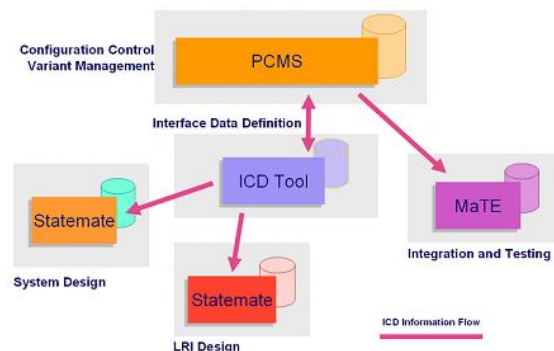 Configuration Control
Variant Management
PCMS
Interface Data Definition
ICD Tool
Statemate
MaTE
System Design
Integration and Testing
Statemate
ICD Information Flow
LRI Design